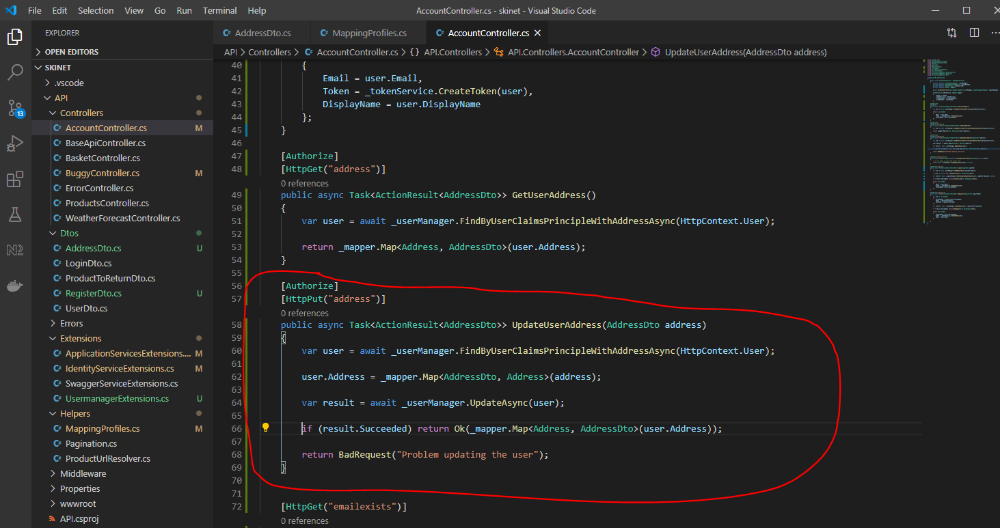 File Edit Selection View Go Run Terminal Help AccountController.cs - skinet - Visual Studio Code
EXPLORER
OPEN EDITORS
SKINET
.vscode
API
Controllers
AccountController.cs M
BaseApiController.cs
BasketController.cs
BuggyController.cs M
ErrorController.cs
ProductsController.cs
WeatherForecastController.cs
Dtos
AddressDto.cs U
LoginDto.cs
ProductToReturnDto.cs
RegisterDto.cs U
UserDto.cs
Errors
Extensions
ApplicationServicesExtensions.... M
IdentityServiceExtensions.cs M
SwaggerServiceExtensions.cs
UsermanagerExtensions.cs U
Helpers
MappingProfiles.cs M
Pagination.cs
ProductUrlResolver.cs
Middleware
Properties
wwwroot
API.csproj
13
C# AddressDto.cs C# MappingProfiles.cs C# AccountController.cs
API > Controllers > C# AccountController.cs > {} API.Controllers > API.Controllers.AccountController > UpdateUserAddress(AddressDto address)
40 {
41 Email = user.Email,
42 Token = _tokenService.CreateToken(user),
43 DisplayName = user.DisplayName
44 };
45 }
46
47 [Authorize]
48 [HttpGet("address")]
0 references
49 public async Task<ActionResult<AddressDto>> GetUserAddress()
50 {
51 var user = await _userManager.FindByUserClaimsPrincipleWithAddressAsync(HttpContext.User);
52
53 return _mapper.Map<Address, AddressDto>(user.Address);
54 }
55
56 [Authorize]
57 [HttpPut("address")]
0 references
58 public async Task<ActionResult<AddressDto>> UpdateUserAddress(AddressDto address)
59 {
60 var user = await _userManager.FindByUserClaimsPrincipleWithAddressAsync(HttpContext.User);
61
62 user.Address = _mapper.Map<AddressDto, Address>(address);
63
64 var result = await _userManager.UpdateAsync(user);
65
66 if (result.Succeeded) return Ok(_mapper.Map<Address, AddressDto>(user.Address));
67
68 return BadRequest("Problem updating the user");
69 }
70
71
72 [HttpGet("emailexists")]
0 references